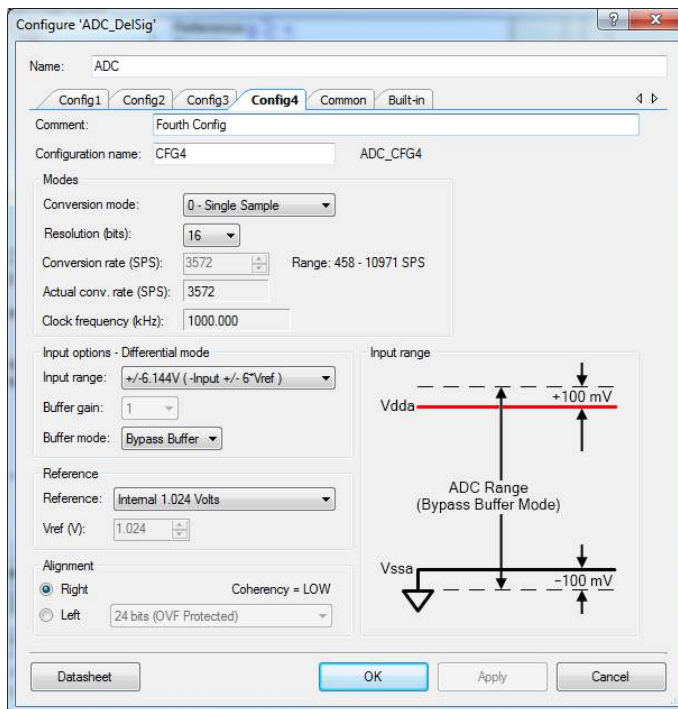 Configure 'ADC_DelSig'
Name: ADC
Config1 Config2 Config3 Config4 Common Built-in
Comment: Fourth Config
Configuration name: CFG4 ADC_CFG4
Modes
Conversion mode: 0 - Single Sample
Resolution (bits): 16
Conversion rate (SPS): 3572 Range: 458 - 10971 SPS
Actual conv. rate (SPS): 3572
Clock frequency (kHz): 1000.000
Input options - Differential mode
Input range: +/-6.144V ( -Input +/- 6*Vref )
Buffer gain: 1
Buffer mode: Bypass Buffer
Reference
Reference: Internal 1.024 Volts
Vref (V): 1.024
Alignment
Right Coherency = LOW
Left 24 bits (OVF Protected)
Input range
+100 mV
Vdda
ADC Range
(Bypass Buffer Mode)
Vssa
-100 mV
Datasheet OK Apply Cancel